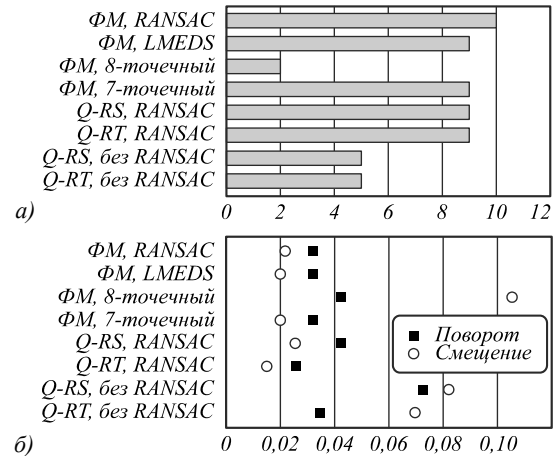 ФМ, RANSAC
ФМ, LMEDS
ФМ, 8-точечный
ФМ, 7-точечный
Q-RS, RANSAC
Q-RT, RANSAC
Q-RS, без RANSAC
Q-RT, без RANSAC
а) 0 2 4 6 8 10 12
ФМ, RANSAC
ФМ, LMEDS
ФМ, 8-точечный
ФМ, 7-точечный
Q-RS, RANSAC
Q-RT, RANSAC
Q-RS, без RANSAC
Q-RT, без RANSAC
Поворот
Смещение
б) 0 0,02 0,04 0,06 0,08 0,10